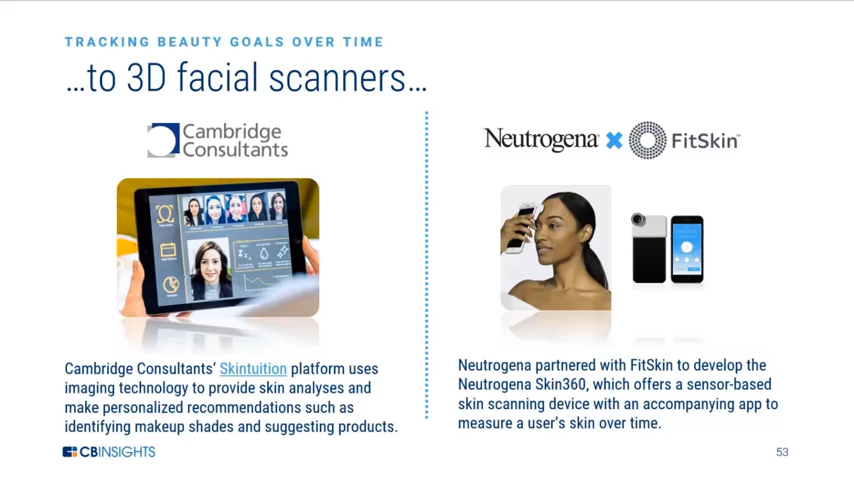 TRACKING BEAUTY GOALS OVER TIME
…to 3D facial scanners…
Cambridge
Consultants
Neutrogena® FitSkin™
Cambridge Consultants’ Skintuition platform uses
imaging technology to provide skin analyses and
make personalized recommendations such as
identifying makeup shades and suggesting products.
Neutrogena partnered with FitSkin to develop the
Neutrogena Skin360, which offers a sensor-based
skin scanning device with an accompanying app to
measure a user’s skin over time.
CBINSIGHTS
53